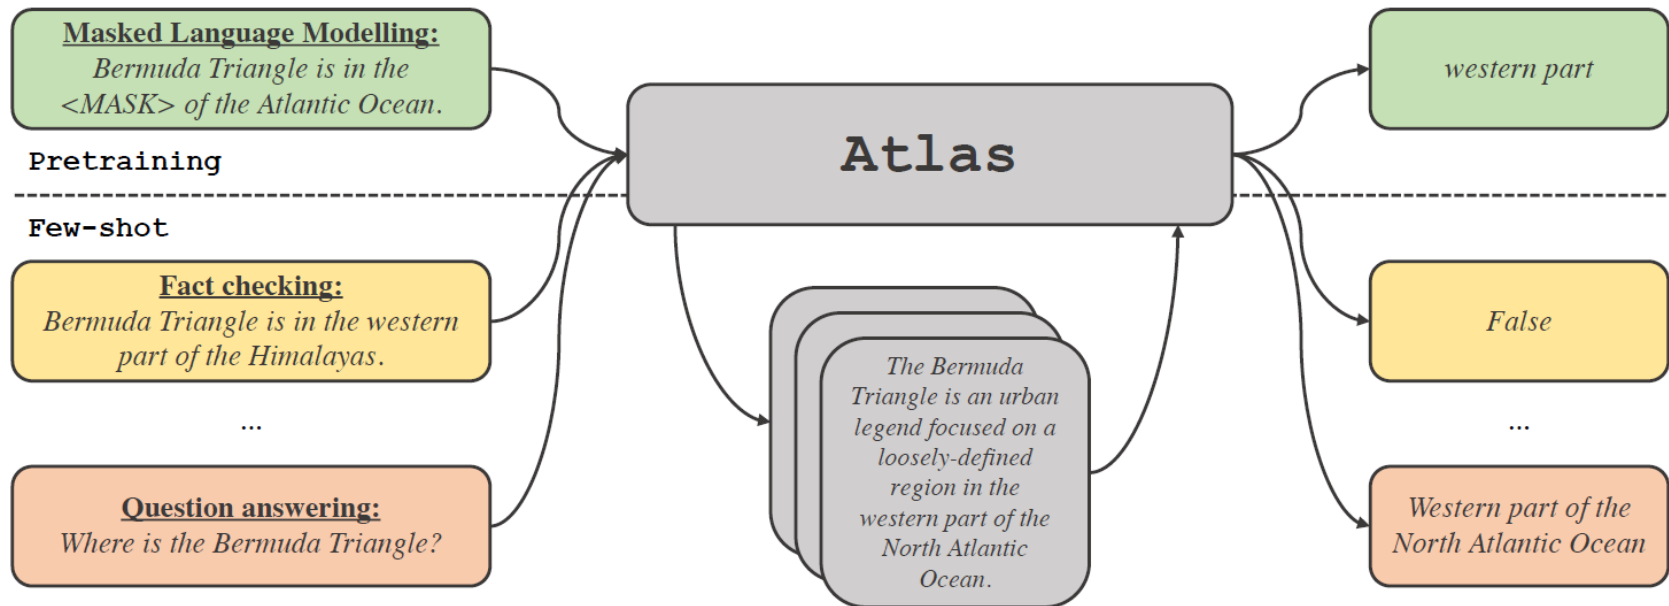 Masked Language Modelling:
Bermuda Triangle is in the
<MASK> of the Atlantic Ocean.
Pretraining
Few-shot
Fact checking:
Bermuda Triangle is in the western
part of the Himalayas.
...
Question answering:
Where is the Bermuda Triangle?
Atlas
The Bermuda
Triangle is an urban
legend focused on a
loosely-defined
region in the
western part of the
North Atlantic
Ocean.
western part
False
...
Western part of the
North Atlantic Ocean